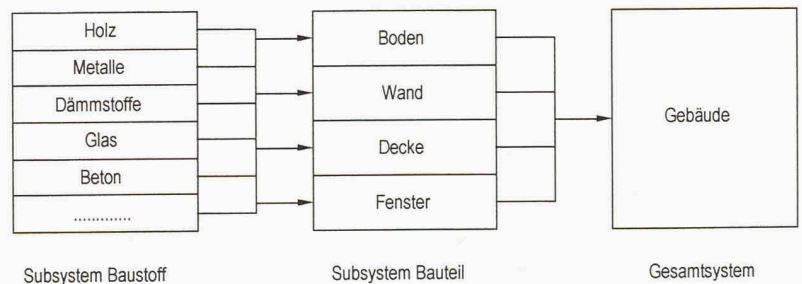 Holz
Metalle
Dämmstoffe
Glas
Beton
.............
Subsystem Baustoff
Boden
Wand
Decke
Fenster
Subsystem Bauteil
Gebäude
Gesamtsystem